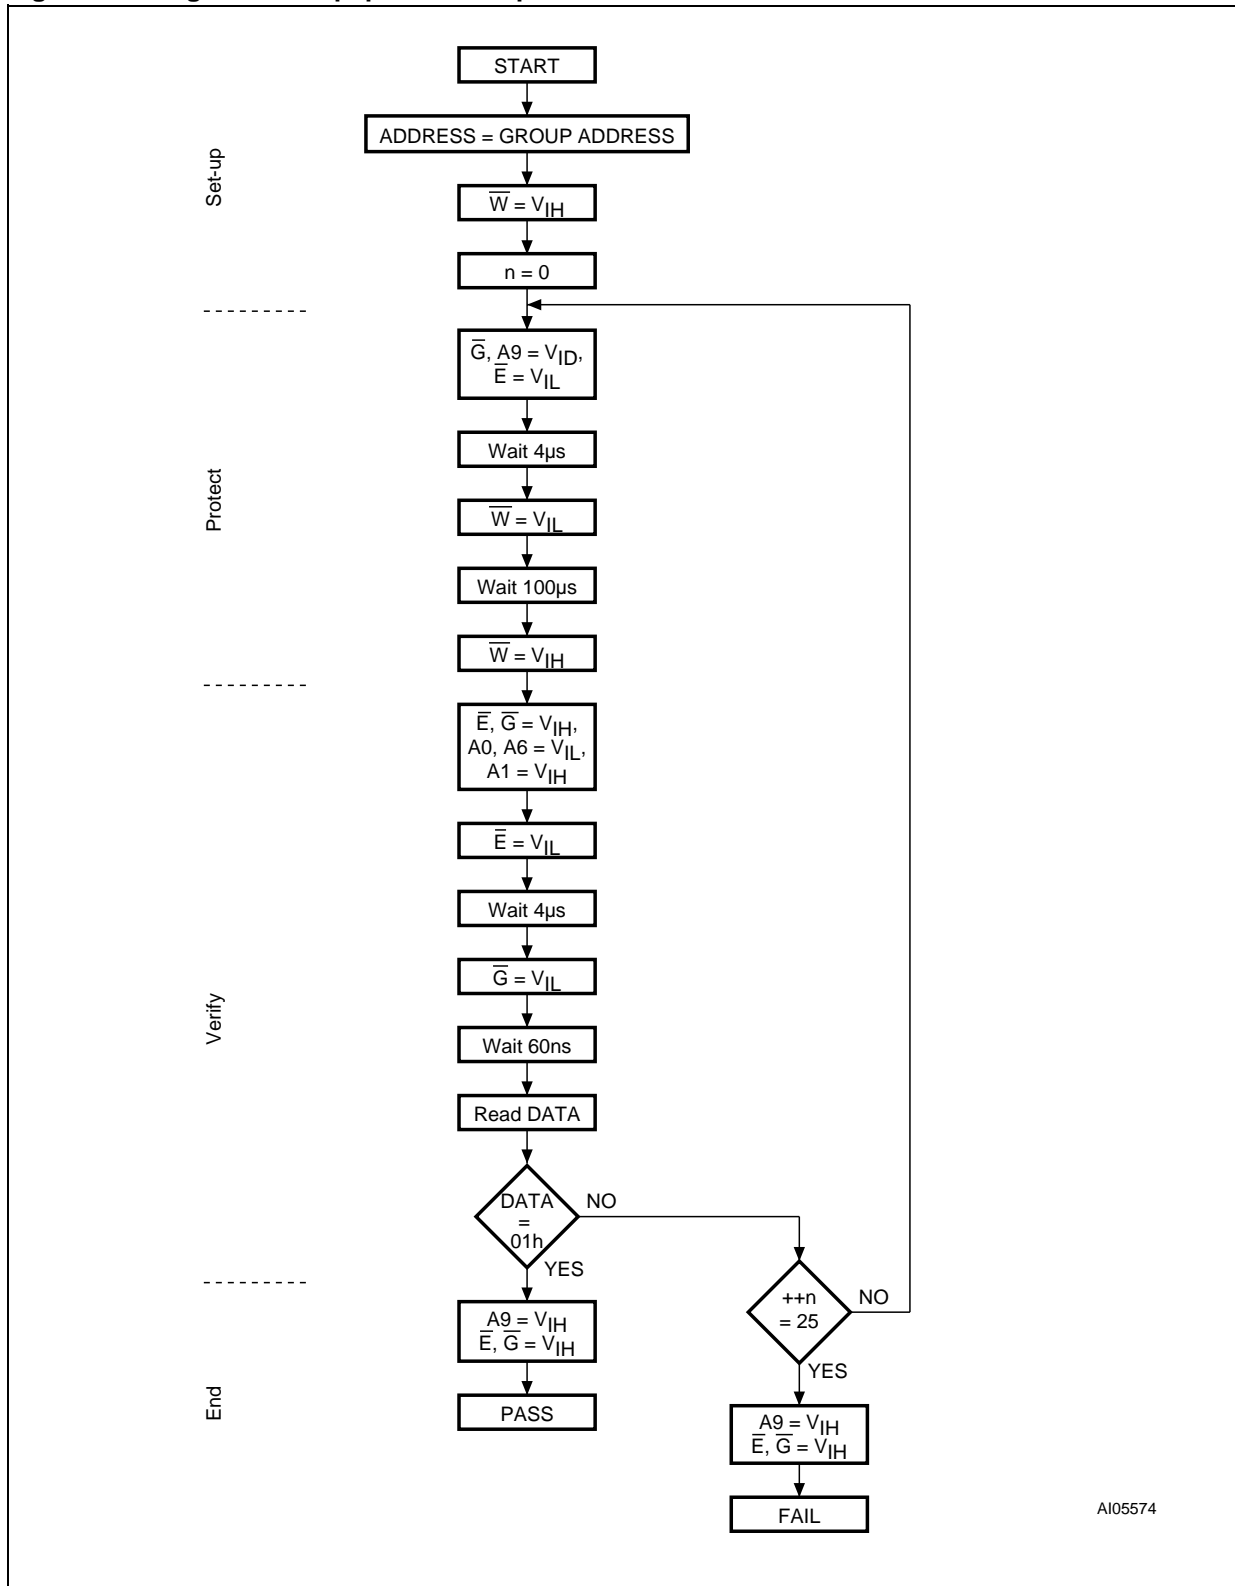 START
ADDRESS = GROUP ADDRESS
Set-up
W̅ = VIH
n = 0
G̅, A9 = VID,
E̅ = VIL
Wait 4µs
Protect
W̅ = VIL
Wait 100µs
W̅ = VIH
E̅, G̅ = VIH,
A0, A6 = VIL,
A1 = VIH
E̅ = VIL
Wait 4µs
G̅ = VIL
Verify
Wait 60ns
Read DATA
DATA
=
01h
NO
YES
++n
= 25
NO
YES
A9 = VIH
E̅, G̅ = VIH
End
PASS
A9 = VIH
E̅, G̅ = VIH
FAIL
AI05574